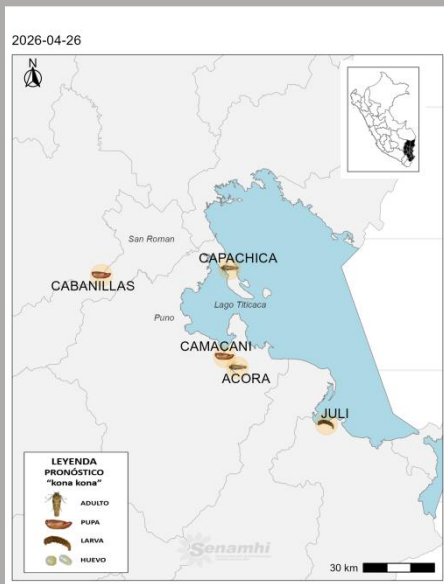 2026-04-26
N
San Roman
CAPACHICA
CABANILLAS
Lago Titicaca
Puno
CAMACANI
ACORA
JULI
LEYENDA
PRONÓSTICO
"kona kona"
ADULTO
PUPA
LARVA
HUEVO
Senamhi
30 km